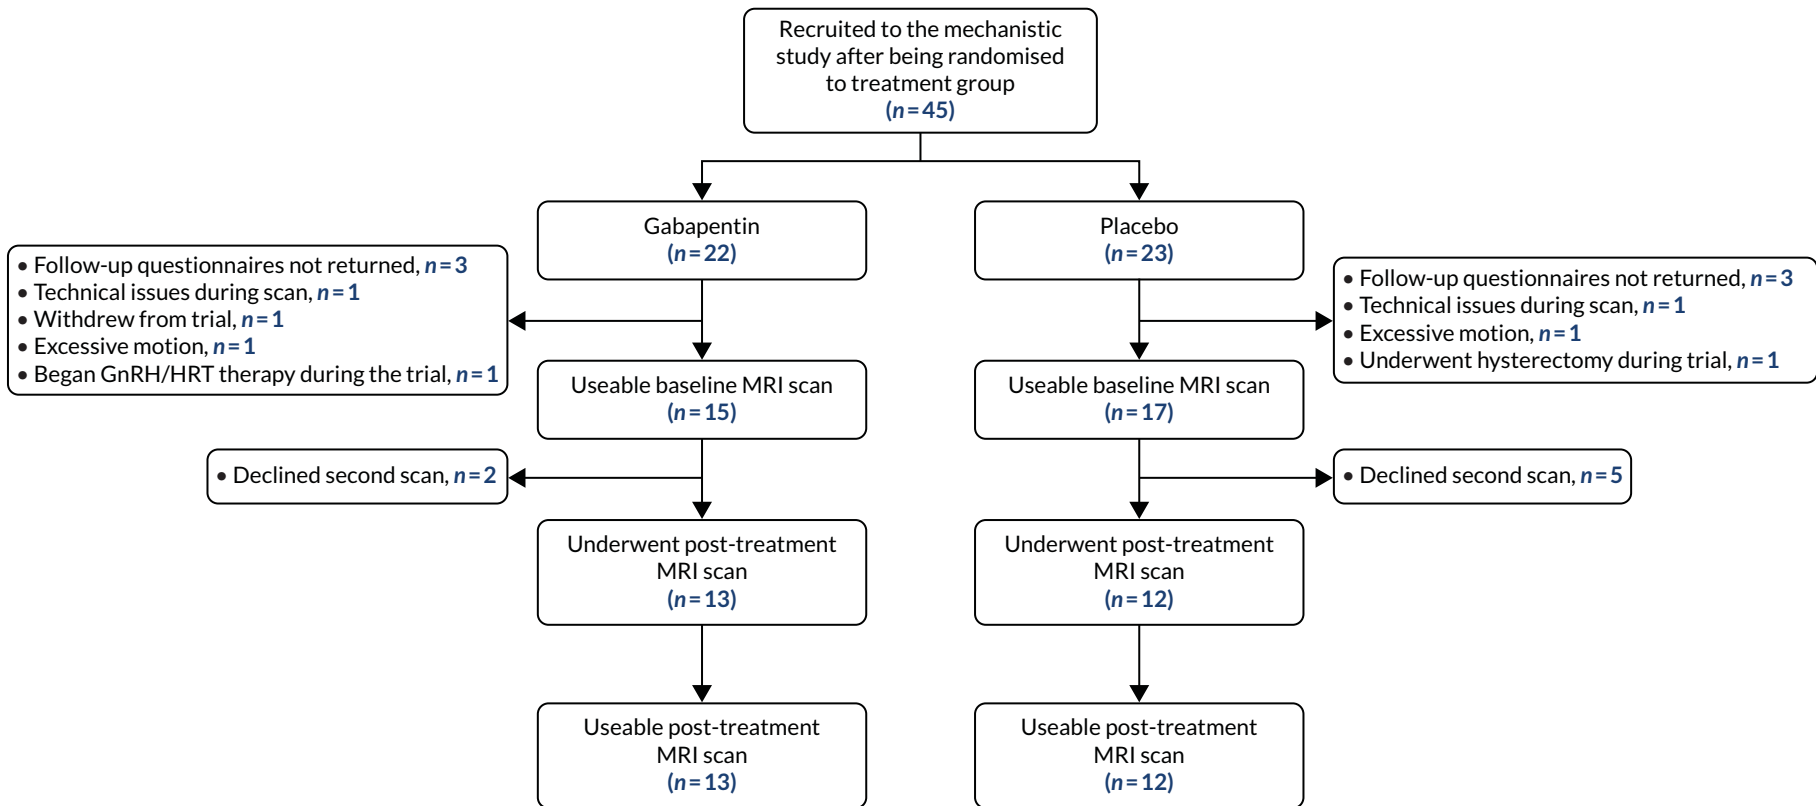 Recruited to the mechanistic
study after being randomised
to treatment group
(n=45)
Gabapentin
(n=22)
Placebo
(n=23)
• Follow-up questionnaires not returned, n=3
• Technical issues during scan, n=1
• Withdrew from trial, n=1
• Excessive motion, n=1
• Began GnRH/HRT therapy during the trial, n=1
• Follow-up questionnaires not returned, n=3
• Technical issues during scan, n=1
• Excessive motion, n=1
• Underwent hysterectomy during trial, n=1
Useable baseline MRI scan
(n=15)
Useable baseline MRI scan
(n=17)
• Declined second scan, n=2
• Declined second scan, n=5
Underwent post-treatment
MRI scan
(n=13)
Underwent post-treatment
MRI scan
(n=12)
Useable post-treatment
MRI scan
(n=13)
Useable post-treatment
MRI scan
(n=12)